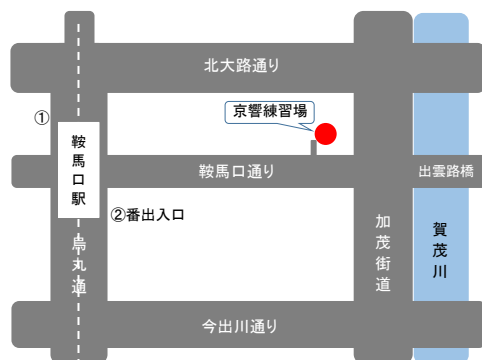 北大路通り
京響練習場
①
鞍馬口駅
鞍馬口通り
出雲路橋
②番出入口
烏丸通
加茂街道
賀茂川
今出川通り